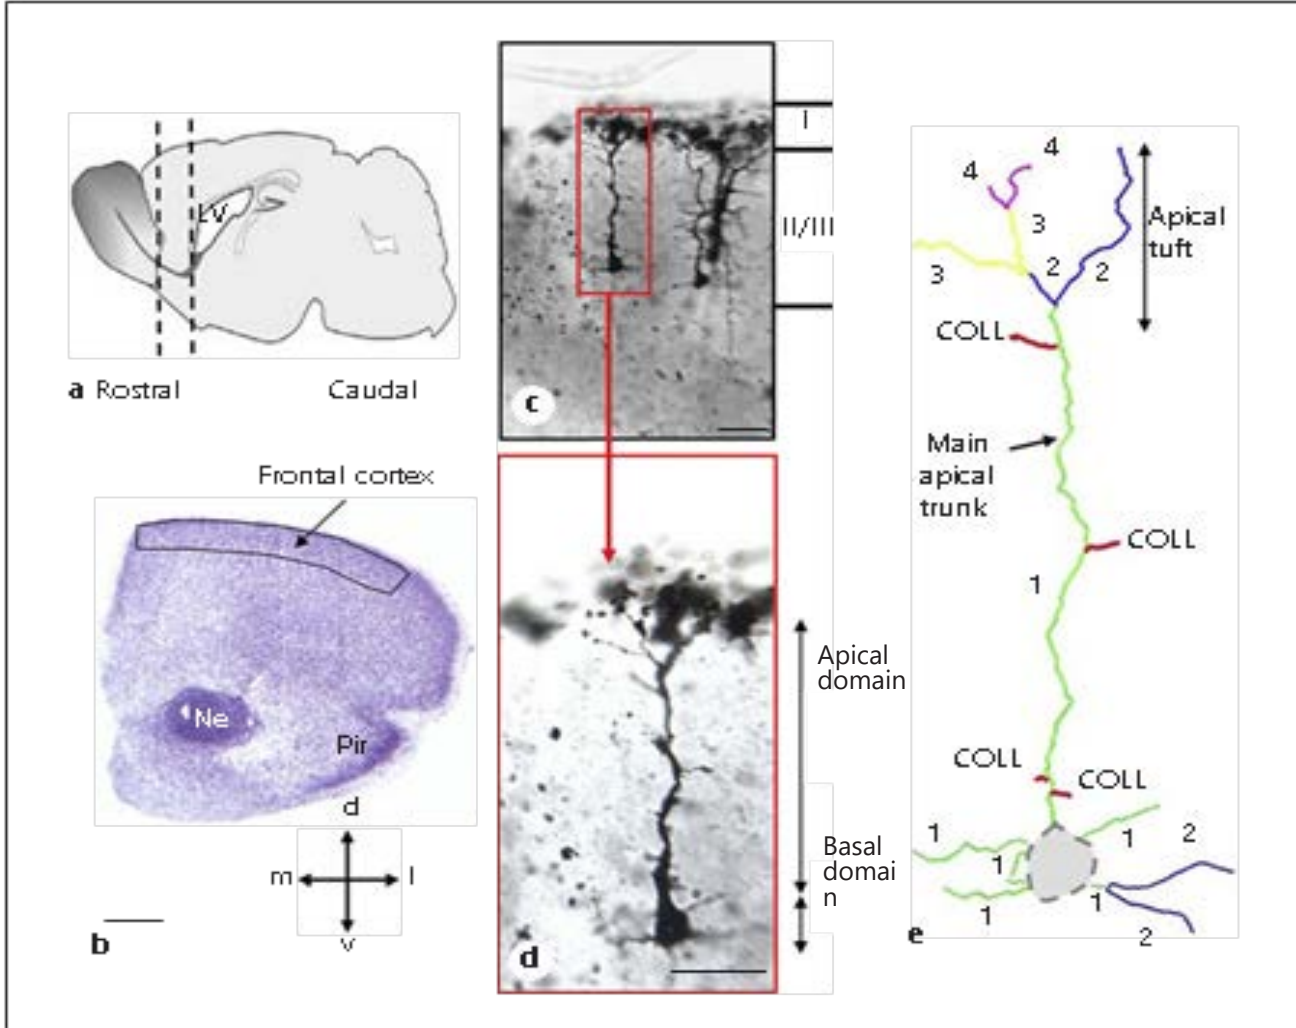 LV
a Rostral
Caudal
Frontal cortex
Ne
Pir
d
m
l
v
b
I
II/III
c
d
Apical
domain
Basal
domai
n
4
4
3
3
2
2
Apical
tuft
COLL
Main
apical
trunk
COLL
1
COLL
COLL
1
1
2
1
1
1
2
e